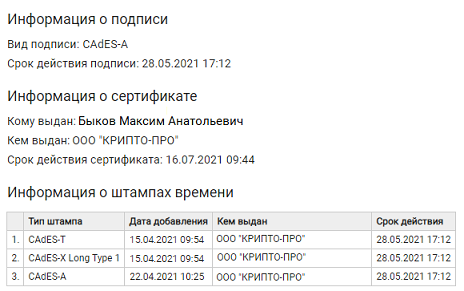 Информация о подписи
Вид подписи: CAdES-A
Срок действия подписи: 28.05.2021 17:12
Информация о сертификате
Кому выдан: Быков Максим Анатольевич
Кем выдан: ООО "КРИПТО-ПРО"
Срок действия сертификата: 16.07.2021 09:44
Информация о штампах времени
Тип штампа Дата добавления Кем выдан Срок действия
1. CAdES-T 15.04.2021 09:54 ООО "КРИПТО-ПРО" 28.05.2021 17:12
2. CAdES-X Long Type 1 15.04.2021 09:54 ООО "КРИПТО-ПРО" 28.05.2021 17:12
3. CAdES-A 22.04.2021 10:25 ООО "КРИПТО-ПРО" 28.05.2021 17:12